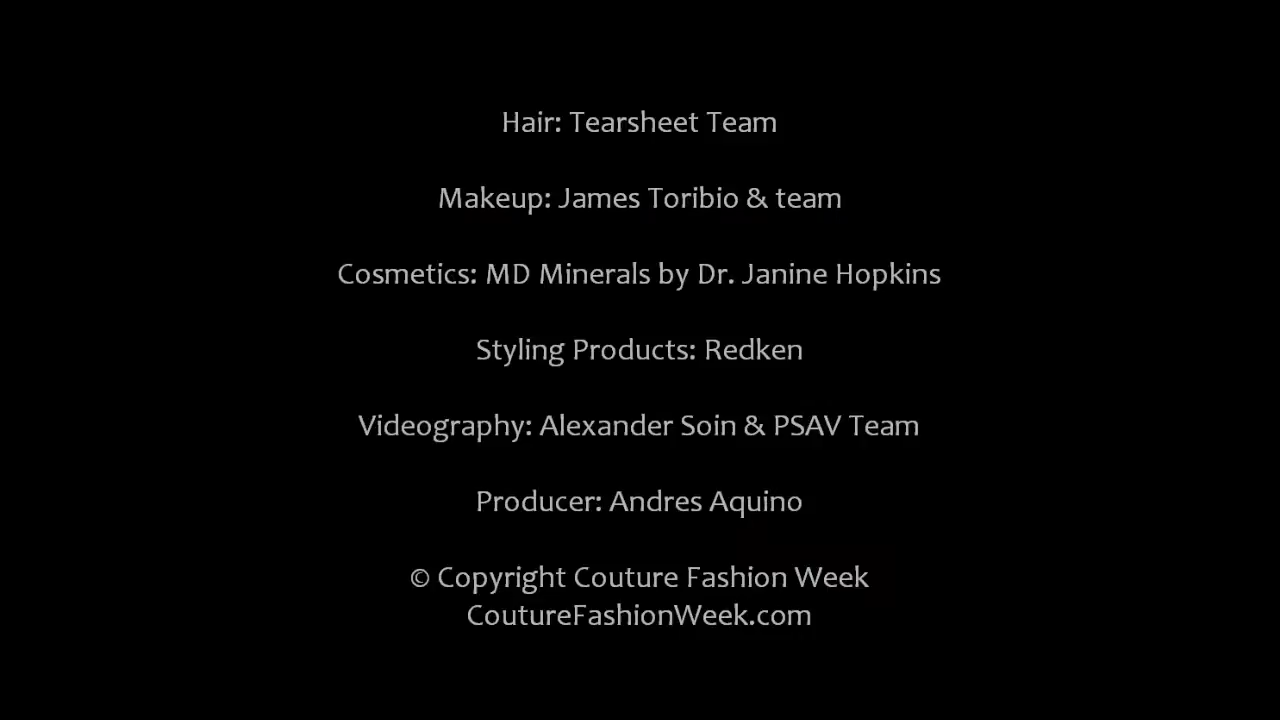 Hair: Tearsheet Team
Makeup: James Toribio & team
Cosmetics: MD Minerals by Dr. Janine Hopkins
Styling Products: Redken
Videography: Alexander Soin & PSAV Team
Producer: Andres Aquino
© Copyright Couture Fashion Week
CoutureFashionWeek.com